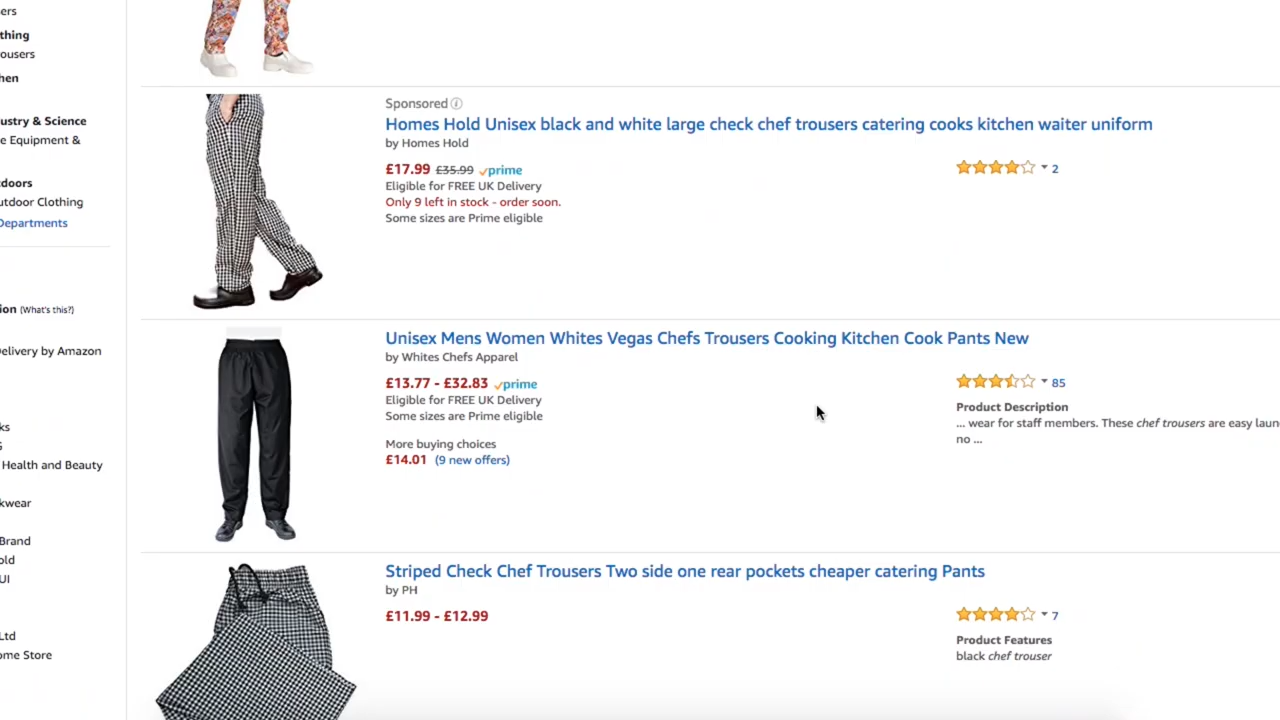 ers
thing
ousers
hen
ustry & Science
e Equipment &
doors
utdoor Clothing
Departments
ion (What's this?)
elivery by Amazon
ks
Health and Beauty
kwear
Brand
old
UI
Ltd
ome Store
Sponsored
Homes Hold Unisex black and white large check chef trousers catering cooks kitchen waiter uniform
by Homes Hold
£17.99 £35.99 prime
Eligible for FREE UK Delivery
Only 9 left in stock - order soon.
Some sizes are Prime eligible
2
Unisex Mens Women Whites Vegas Chefs Trousers Cooking Kitchen Cook Pants New
by Whites Chefs Apparel
£13.77 - £32.83 prime
Eligible for FREE UK Delivery
Some sizes are Prime eligible
More buying choices
£14.01 (9 new offers)
85
Product Description
... wear for staff members. These chef trousers are easy laun
no ...
Striped Check Chef Trousers Two side one rear pockets cheaper catering Pants
by PH
£11.99 - £12.99
7
Product Features
black chef trouser